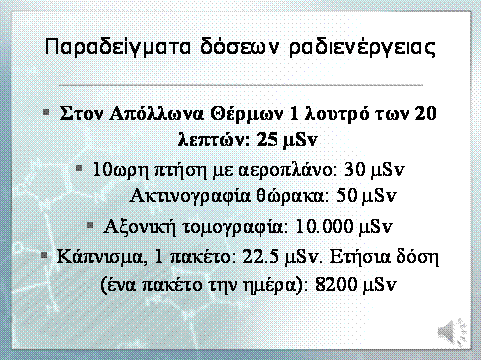 Παραδείγματα δόσεων ραδιενέργειας
▪ Στον Απόλλωνα Θέρμων 1 λουτρό των 20
λεπτών: 25 μSv
▪ 10ωρη πτήση με αεροπλάνο: 30 μSv
Ακτινογραφία θώρακα: 50 μSv
▪ Αξονική τομογραφία: 10.000 μSv
▪ Κάπνισμα, 1 πακέτο: 22.5 μSv. Ετήσια δόση
(ένα πακέτο την ημέρα): 8200 μSv